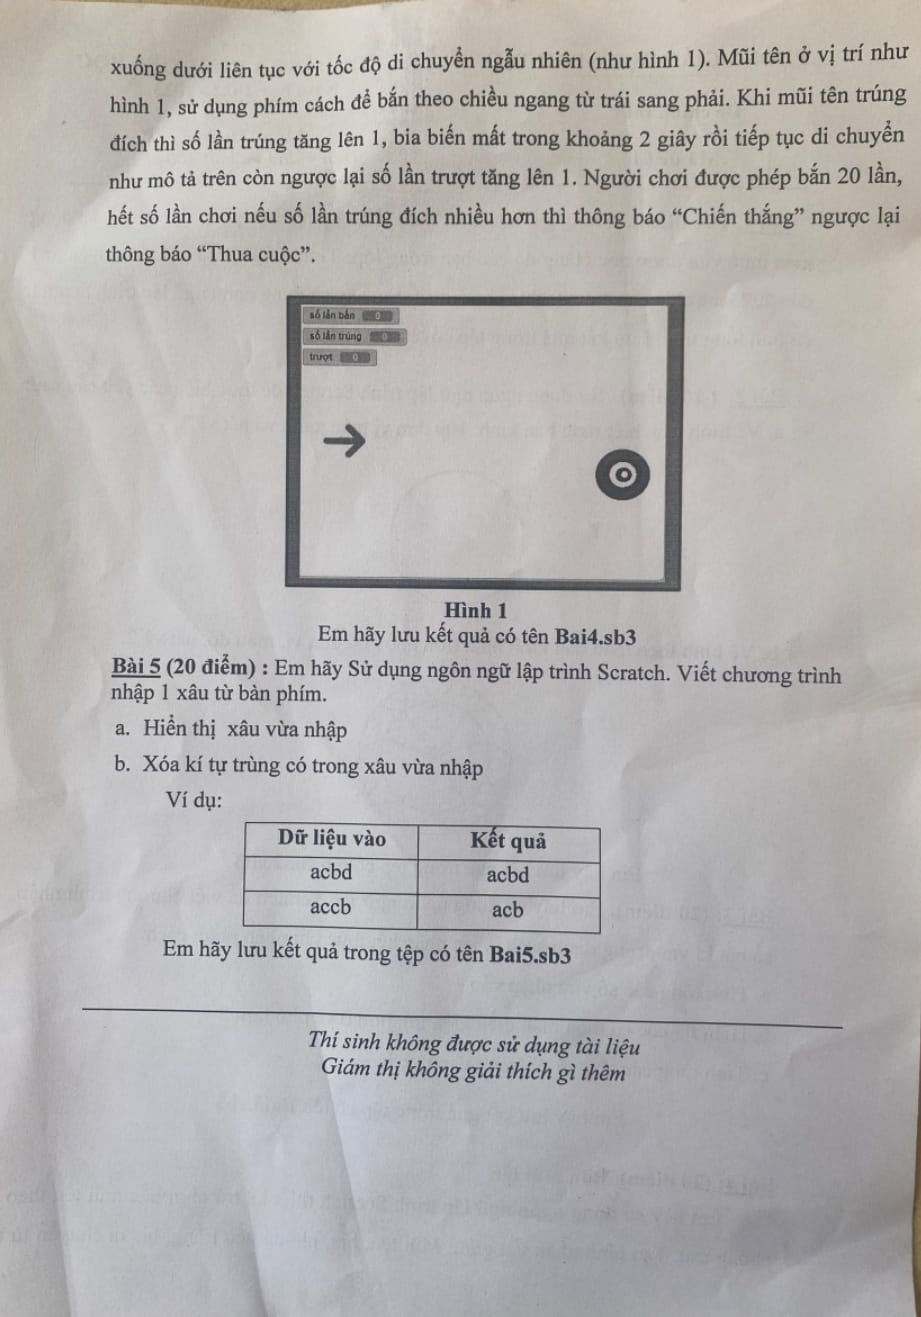 xuống dưới liên tục với tốc độ di chuyển ngẫu nhiên (như hình 1). Mũi tên ở vị trí như
hình 1, sử dụng phím cách để bắn theo chiều ngang từ trái sang phải. Khi mũi tên trúng
đích thì số lần trúng tăng lên 1, bia biến mất trong khoảng 2 giây rồi tiếp tục di chuyển
như mô tả trên còn ngược lại số lần trượt tăng lên 1. Người chơi được phép bắn 20 lần,
hết số lần chơi nếu số lần trúng đích nhiều hơn thì thông báo “Chiến thắng” ngược lại
thông báo “Thua cuộc”.
số lần bắn 0
số lần trúng 0
trượt 0
Hình 1
Em hãy lưu kết quả có tên Bai4.sb3
Bài 5 (20 điểm) : Em hãy Sử dụng ngôn ngữ lập trình Scratch. Viết chương trình
nhập 1 xâu từ bàn phím.
a. Hiển thị xâu vừa nhập
b. Xóa kí tự trùng có trong xâu vừa nhập
Ví dụ:
Dữ liệu vào Kết quả
acbd acbd
accb acb
Em hãy lưu kết quả trong tệp có tên Bai5.sb3
Thí sinh không được sử dụng tài liệu
Giám thị không giải thích gì thêm